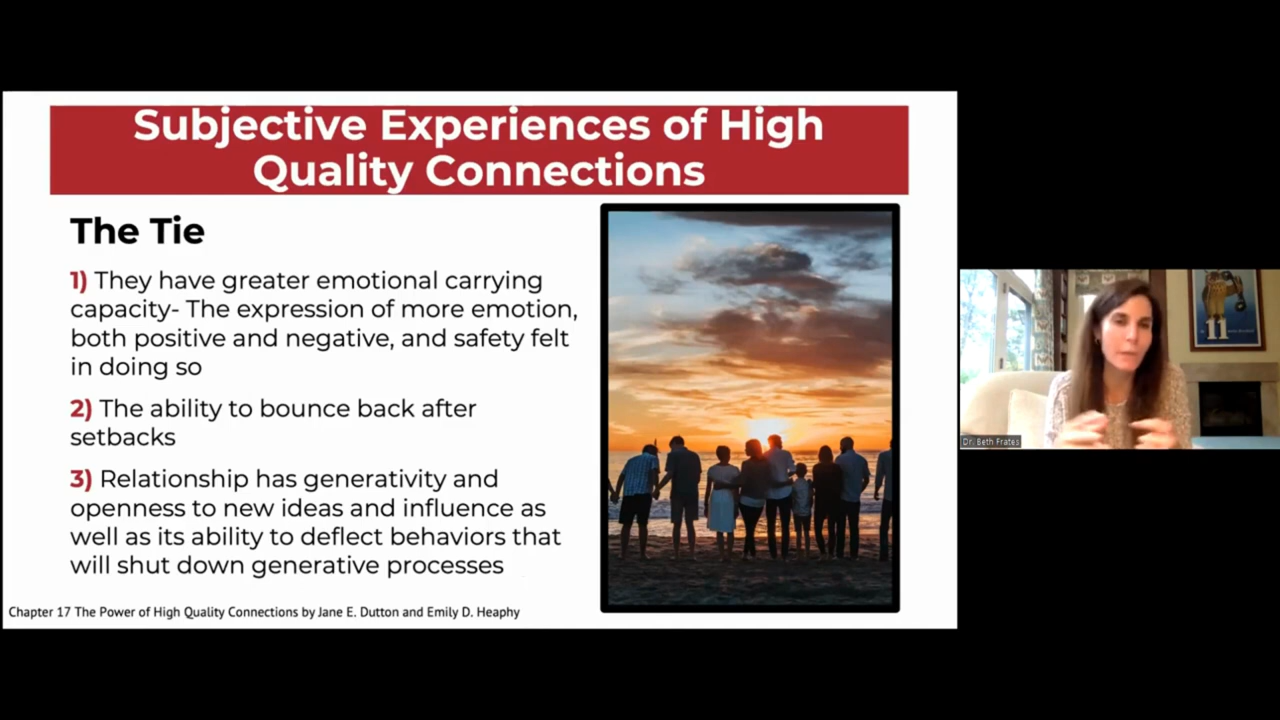 Subjective Experiences of High
Quality Connections
The Tie
1) They have greater emotional carrying
capacity- The expression of more emotion,
both positive and negative, and safety felt
in doing so
2) The ability to bounce back after
setbacks
3) Relationship has generativity and
openness to new ideas and influence as
well as its ability to deflect behaviors that
will shut down generative processes
Chapter 17 The Power of High Quality Connections by Jane E. Dutton and Emily D. Heaphy
11
Dr. Beth Frates